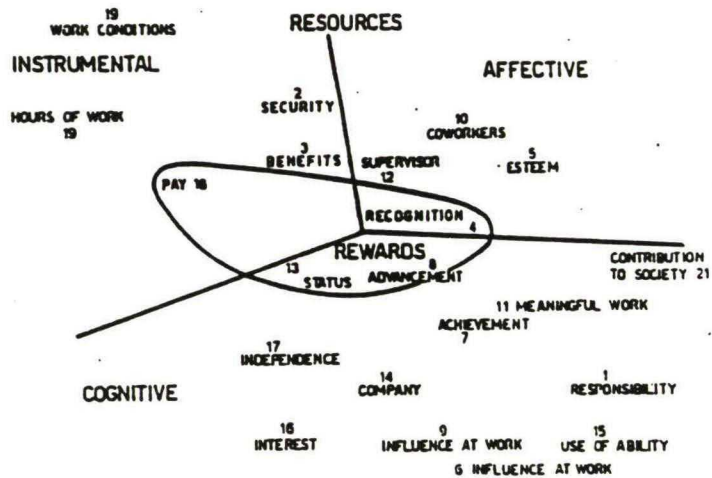 19
WORK CONDITIONS
RESOURCES
INSTRUMENTAL
AFFECTIVE
2
SECURITY
HOURS OF WORK
19
10
COWORKERS
3
BENEFITS
SUPERVISOR
12
5
ESTEEM
PAY 18
RECOGNITION
4
REWARDS
CONTRIBUTION
TO SOCIETY 21
13
STATUS
8
ADVANCEMENT
11 MEANINGFUL WORK
ACHIEVEMENT
7
17
INDEPENDENCE
COGNITIVE
14
COMPANY
1
RESPONSIBILITY
16
INTEREST
9
INFLUENCE AT WORK
15
USE OF ABILITY
6 INFLUENCE AT WORK